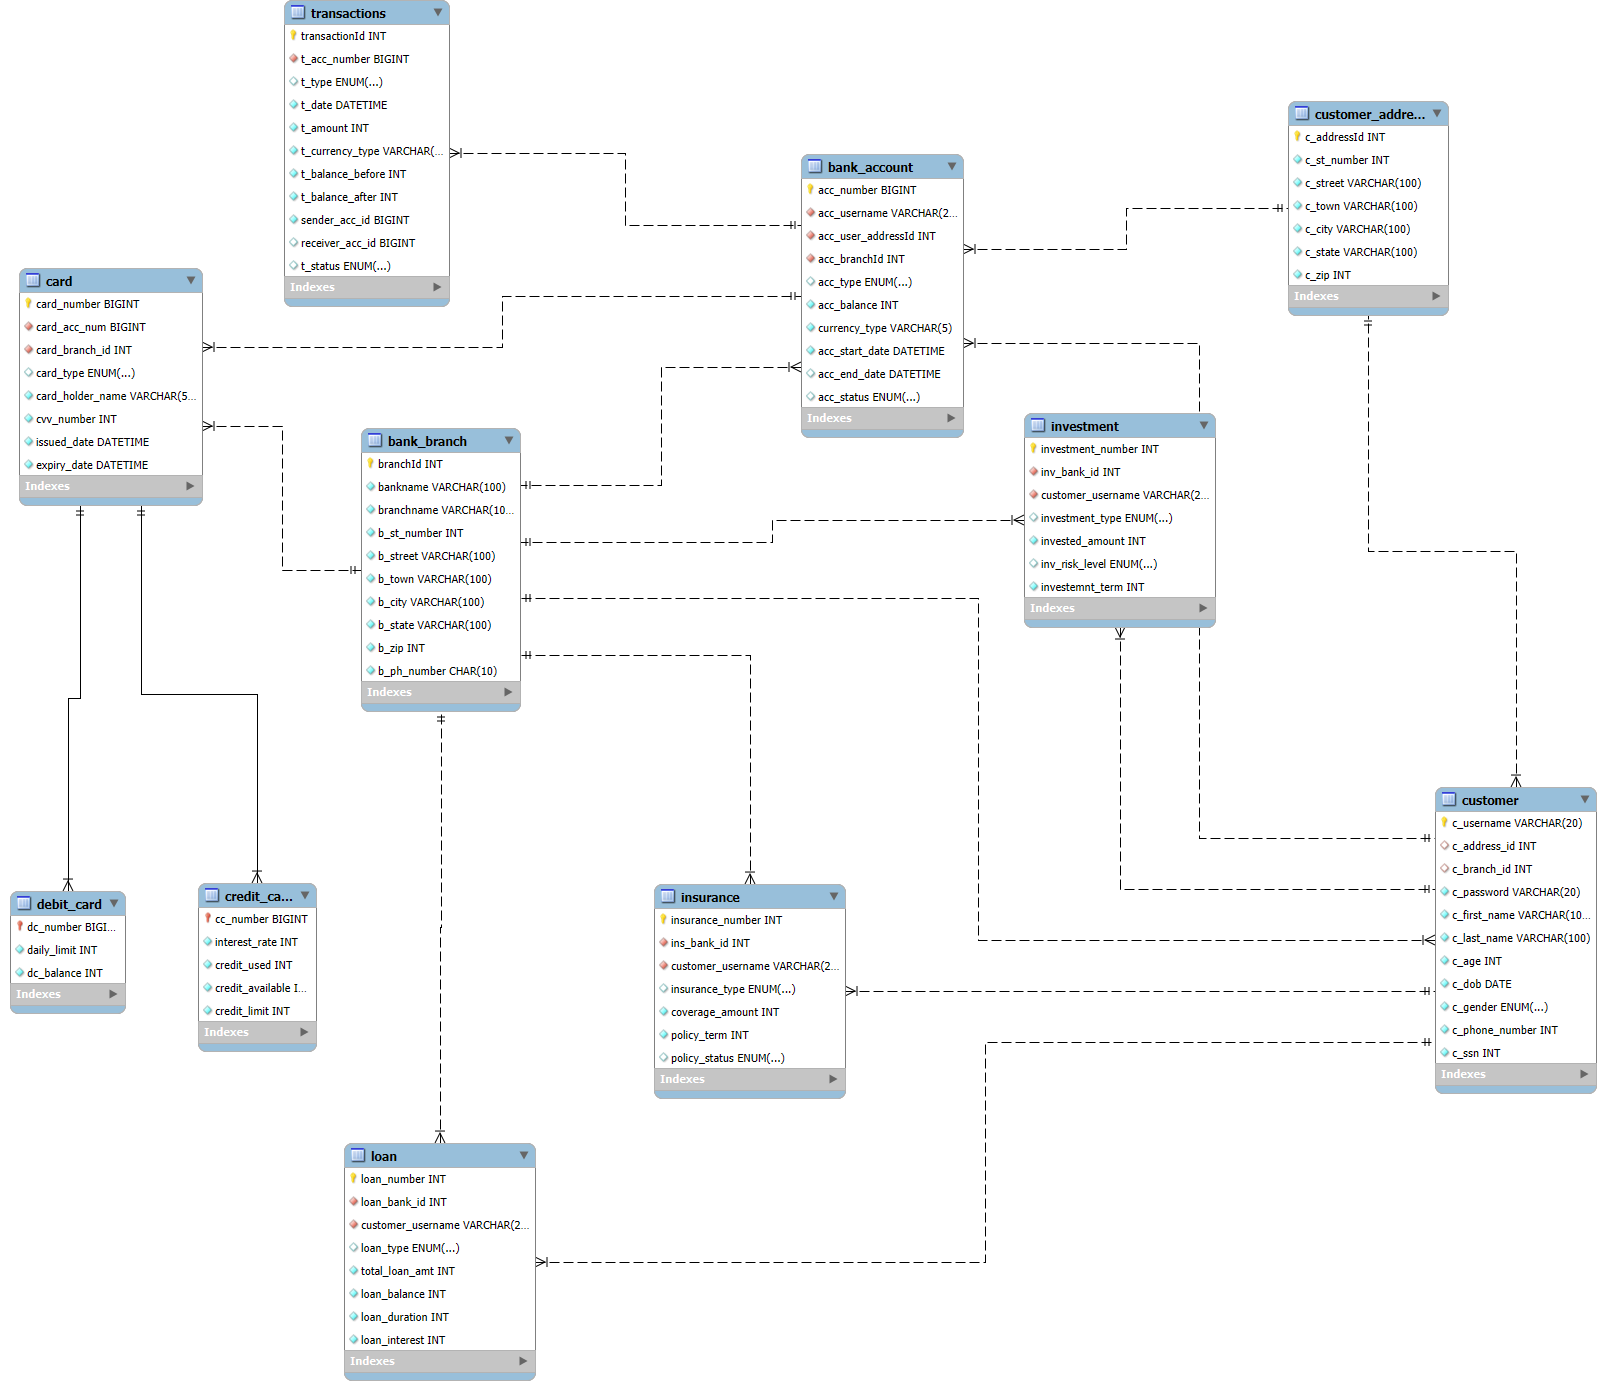 transactions
transactionId INT
t_acc_number BIGINT
t_type ENUM(...)
t_date DATETIME
t_amount INT
t_currency_type VARCHAR(...
t_balance_before INT
t_balance_after INT
sender_acc_id BIGINT
receiver_acc_id BIGINT
t_status ENUM(...)
Indexes
customer_addre...
c_addressId INT
c_st_number INT
c_street VARCHAR(100)
c_town VARCHAR(100)
c_city VARCHAR(100)
c_state VARCHAR(100)
c_zip INT
Indexes
bank_account
acc_number BIGINT
acc_username VARCHAR(2...
acc_user_addressId INT
acc_branchId INT
acc_type ENUM(...)
acc_balance INT
currency_type VARCHAR(5)
acc_start_date DATETIME
acc_end_date DATETIME
acc_status ENUM(...)
Indexes
card
card_number BIGINT
card_acc_num BIGINT
card_branch_id INT
card_type ENUM(...)
card_holder_name VARCHAR(5...
cvv_number INT
issued_date DATETIME
expiry_date DATETIME
Indexes
bank_branch
branchId INT
bankname VARCHAR(100)
branchname VARCHAR(10...
b_st_number INT
b_street VARCHAR(100)
b_town VARCHAR(100)
b_city VARCHAR(100)
b_state VARCHAR(100)
b_zip INT
b_ph_number CHAR(10)
Indexes
investment
investment_number INT
inv_bank_id INT
customer_username VARCHAR(2...
investment_type ENUM(...)
invested_amount INT
inv_risk_level ENUM(...)
investemnt_term INT
Indexes
customer
c_username VARCHAR(20)
c_address_id INT
c_branch_id INT
c_password VARCHAR(20)
c_first_name VARCHAR(10...
c_last_name VARCHAR(100)
c_age INT
c_dob DATE
c_gender ENUM(...)
c_phone_number INT
c_ssn INT
Indexes
debit_card
dc_number BIGI...
daily_limit INT
dc_balance INT
Indexes
credit_ca...
cc_number BIGINT
interest_rate INT
credit_used INT
credit_available I...
credit_limit INT
Indexes
insurance
insurance_number INT
ins_bank_id INT
customer_username VARCHAR(2...
insurance_type ENUM(...)
coverage_amount INT
policy_term INT
policy_status ENUM(...)
Indexes
loan
loan_number INT
loan_bank_id INT
customer_username VARCHAR(2...
loan_type ENUM(...)
total_loan_amt INT
loan_balance INT
loan_duration INT
loan_interest INT
Indexes